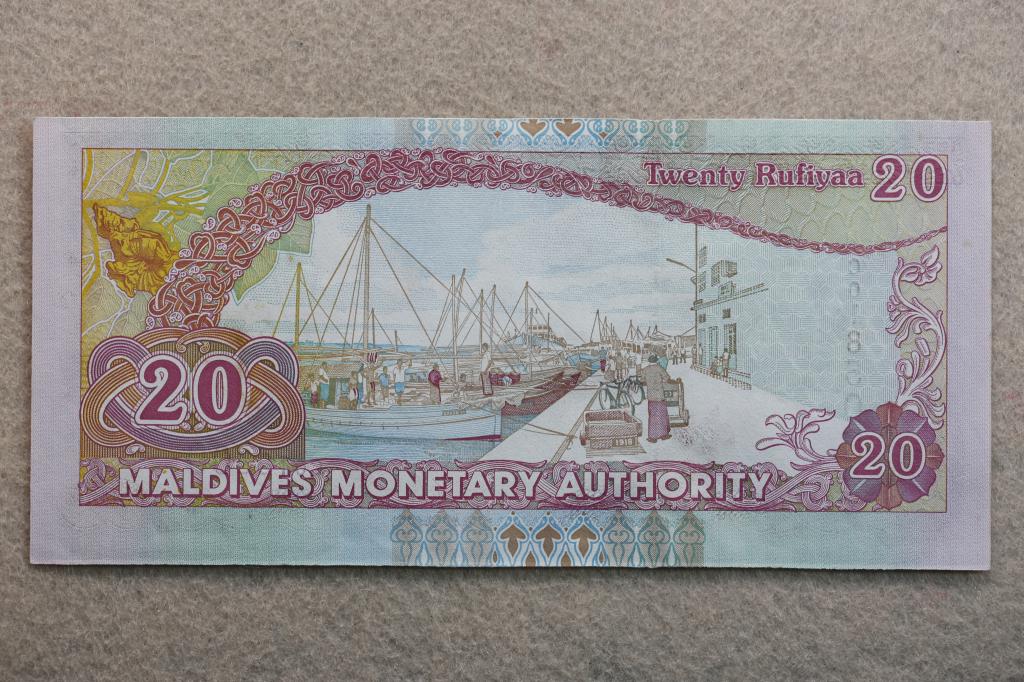 Twenty Rufiyaa 20
20
20
MALDIVES MONETARY AUTHORITY